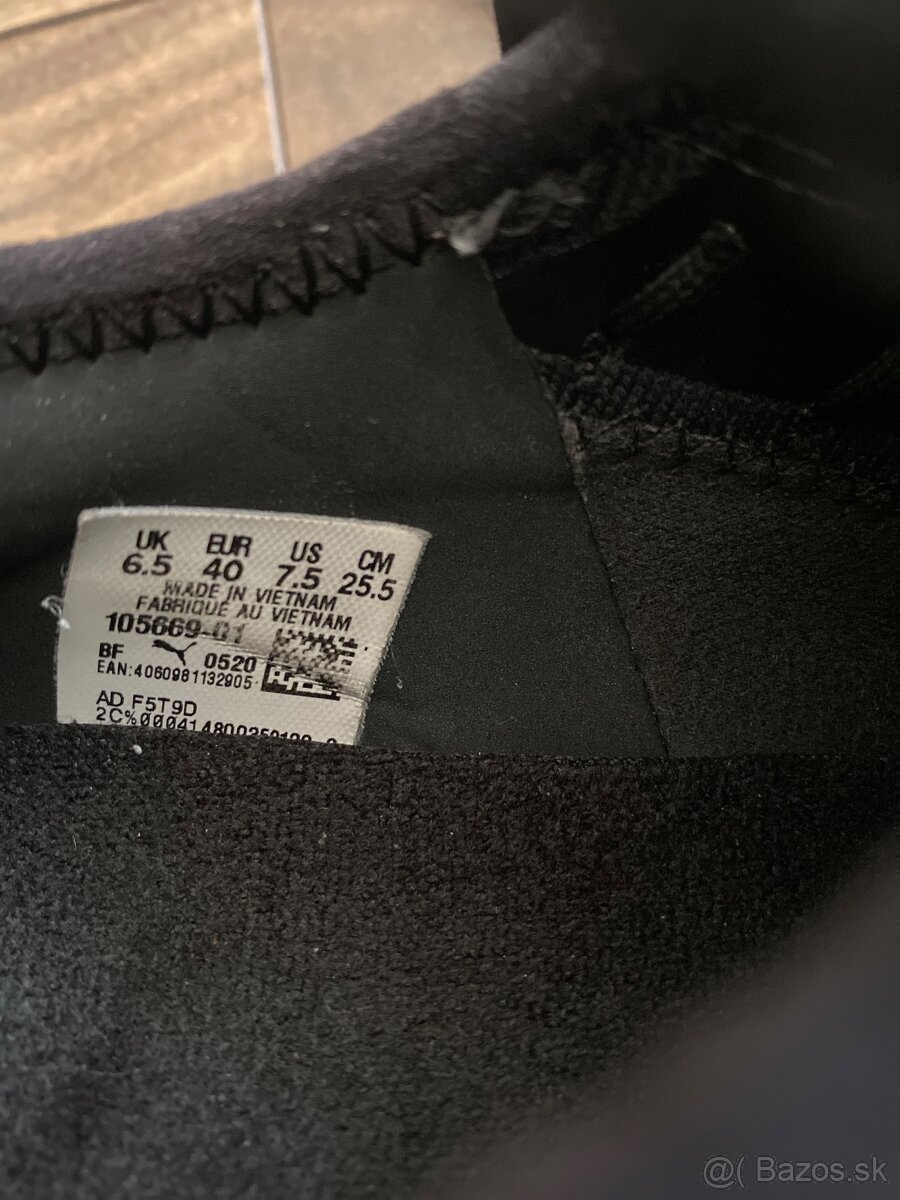 UK EUR US CM
6.5 40 7.5 25.5
MADE IN VIETNAM
FABRIQUÉ AU VIETNAM
105669-01
BF 0520
EAN:4060981132905
AD F5T9D
@( Bazos.sk